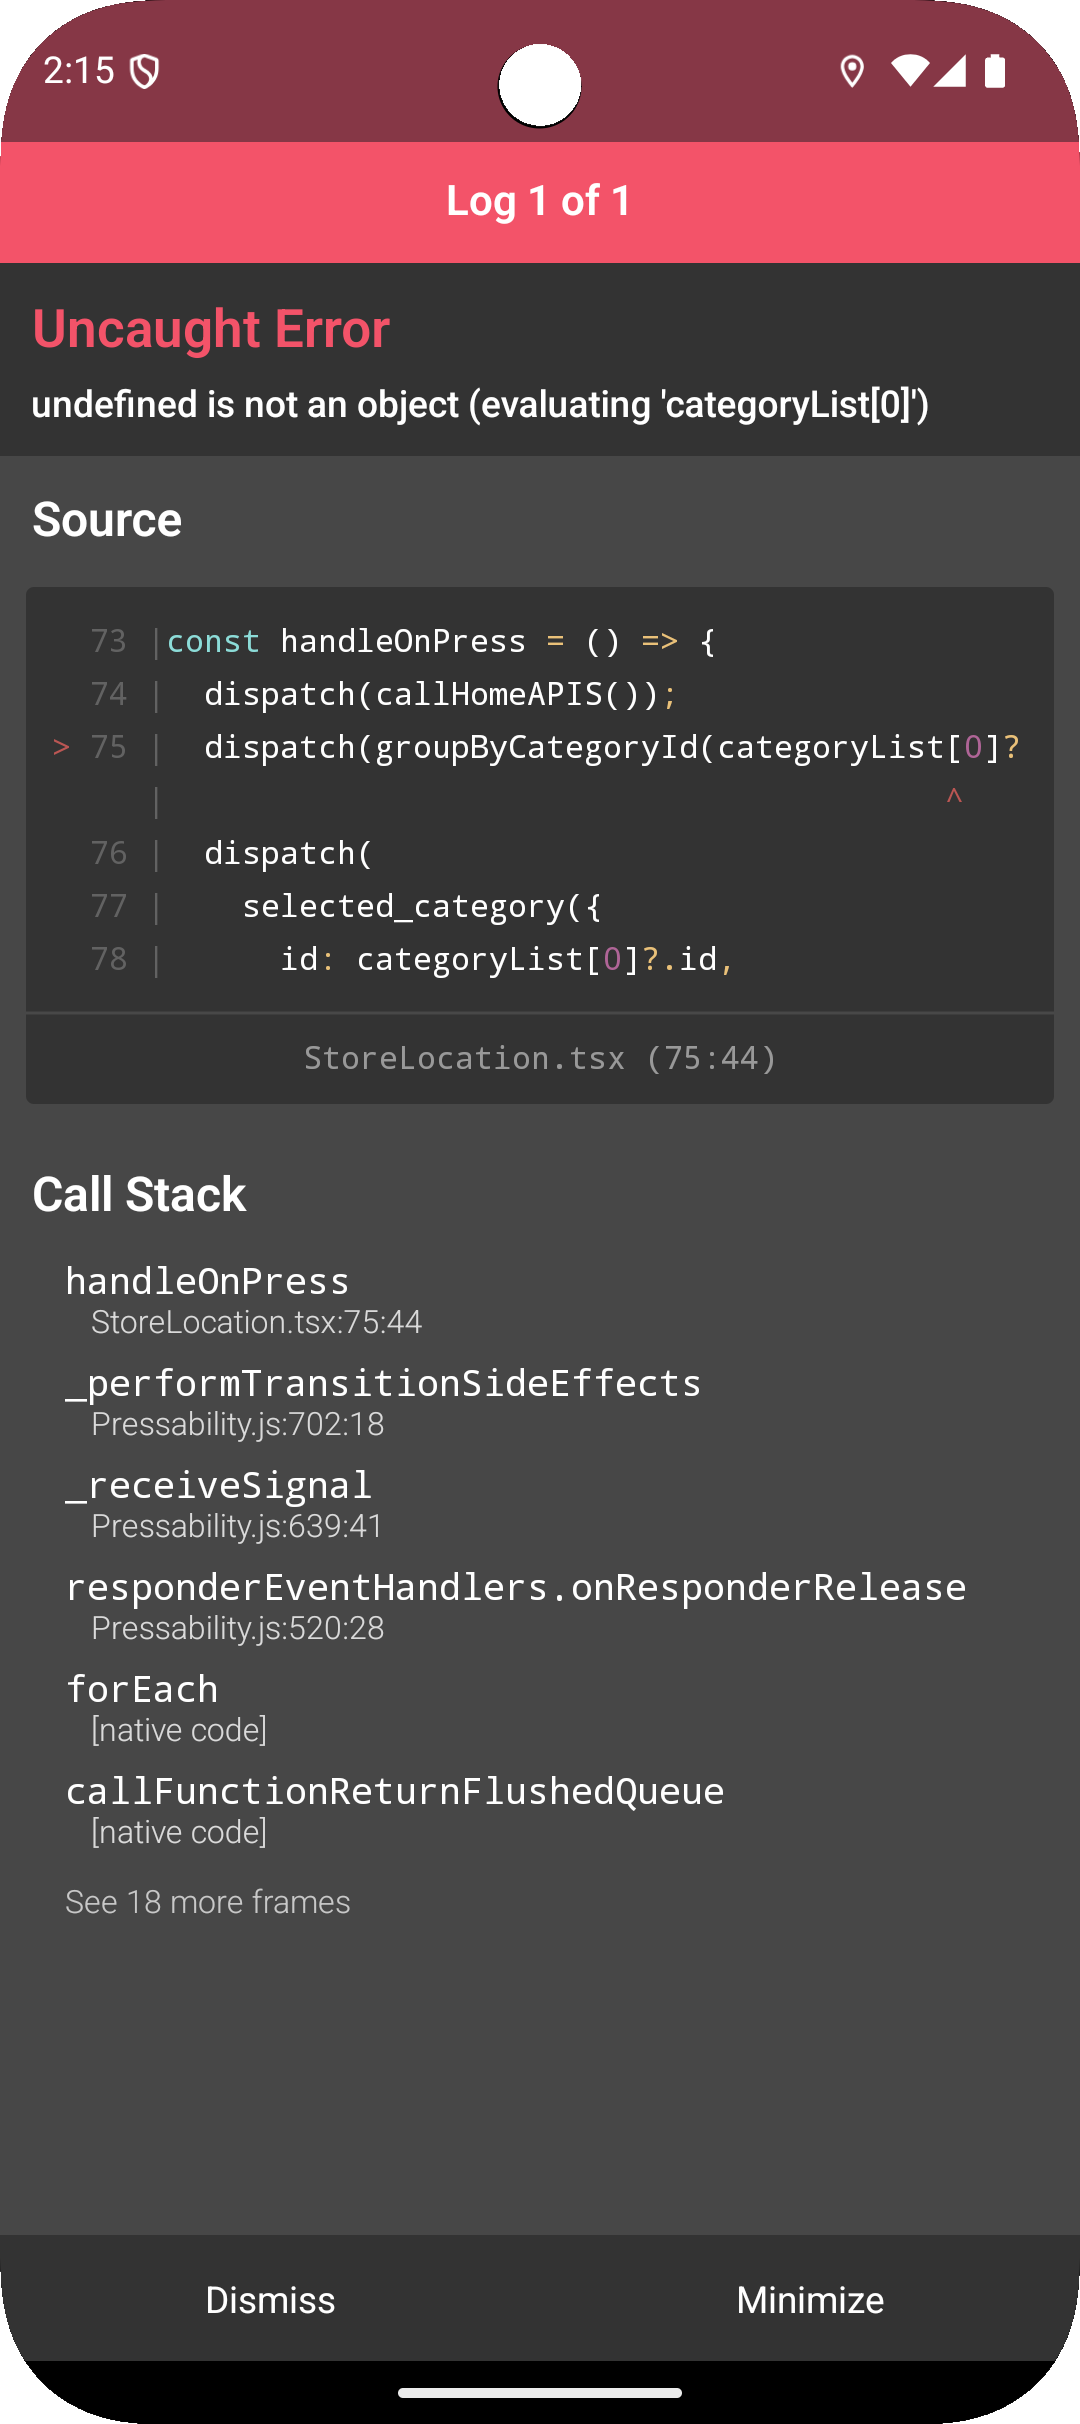 2:15
Log 1 of 1
Uncaught Error
undefined is not an object (evaluating 'categoryList[0]')
Source
73 |const handleOnPress = () => {
74 |  dispatch(callHomeAPIS());
> 75 |  dispatch(groupByCategoryId(categoryList[0]?
|                                          ^
76 |  dispatch(
77 |    selected_category({
78 |      id: categoryList[0]?.id,
StoreLocation.tsx (75:44)
Call Stack
handleOnPress
StoreLocation.tsx:75:44
_performTransitionSideEffects
Pressability.js:702:18
_receiveSignal
Pressability.js:639:41
responderEventHandlers.onResponderRelease
Pressability.js:520:28
forEach
[native code]
callFunctionReturnFlushedQueue
[native code]
See 18 more frames
Dismiss Minimize